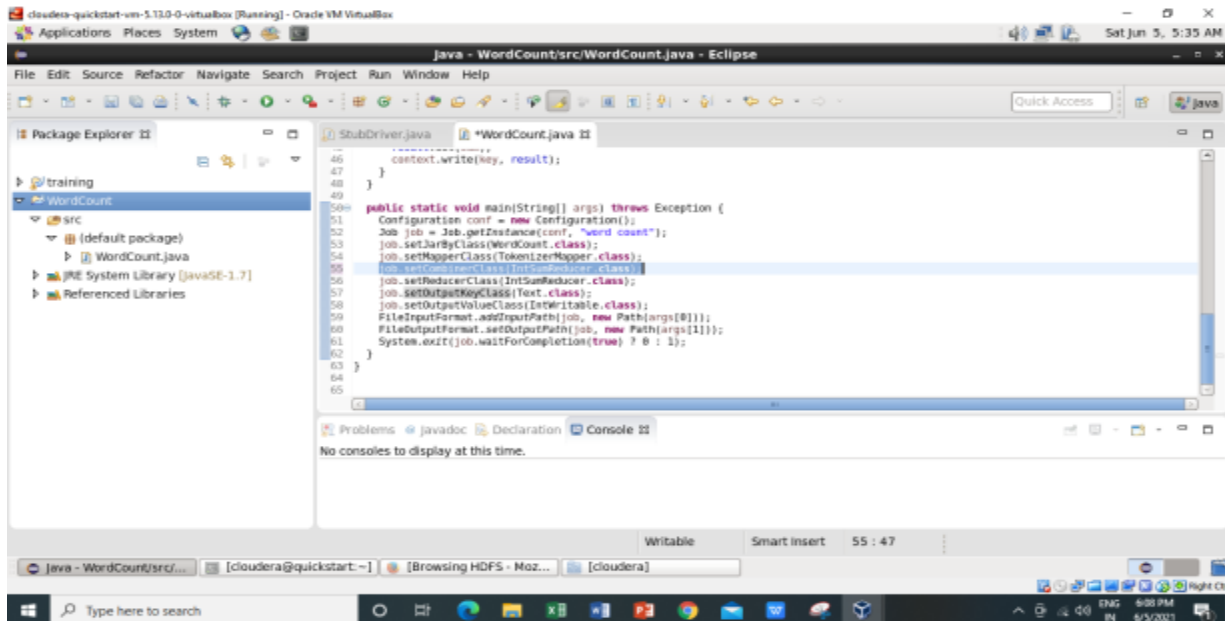 cloudera-quickstart-vm-5.13.0-0-virtualbox [Running] - Oracle VM VirtualBox
Applications Places System
Sat Jun 5, 5:35 AM
Java - WordCount/src/WordCount.java - Eclipse
File Edit Source Refactor Navigate Search Project Run Window Help
Quick Access
Java
Package Explorer
StubDriver.java
*WordCount.java
training
WordCount
src
(default package)
WordCount.java
JRE System Library [JavaSE-1.7]
Referenced Libraries
46 context.write(key, result);
47 }
48 }
49
50 public static void main(String[] args) throws Exception {
51 Configuration conf = new Configuration();
52 Job job = Job.getInstance(conf, "word count");
53 job.setJarByClass(WordCount.class);
54 job.setMapperClass(TokenizerMapper.class);
55 job.setCombinerClass(IntSumReducer.class)
56 job.setReducerClass(IntSumReducer.class);
57 job.setOutputKeyClass(Text.class);
58 job.setOutputValueClass(IntWritable.class);
59 FileInputFormat.addInputPath(job, new Path(args[0]));
60 FileOutputFormat.setOutputPath(job, new Path(args[1]));
61 System.exit(job.waitForCompletion(true) ? 0 : 1);
62 }
63 }
64
65
Problems Javadoc Declaration Console
No consoles to display at this time.
Writable Smart Insert 55 : 47
Java - WordCount/src/...
[cloudera@quickstart:~]
[Browsing HDFS - Moz...
[cloudera]
Right Ct
Type here to search
ENG
IN
6:08 PM
6/5/2021